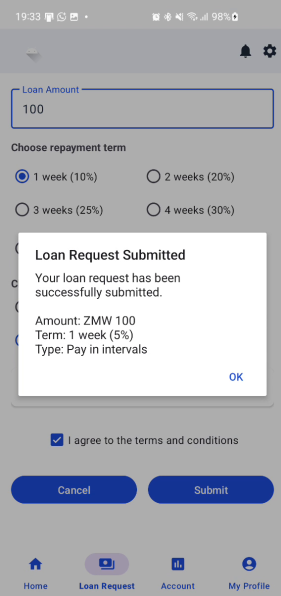 19:33
98%
Loan Amount
100
Choose repayment term
1 week (10%)
2 weeks (20%)
3 weeks (25%)
4 weeks (30%)
C
Loan Request Submitted
Your loan request has been
successfully submitted.
Amount: ZMW 100
Term: 1 week (5%)
Type: Pay in intervals
OK
I agree to the terms and conditions
Cancel
Submit
Home
Loan Request
Account
My Profile